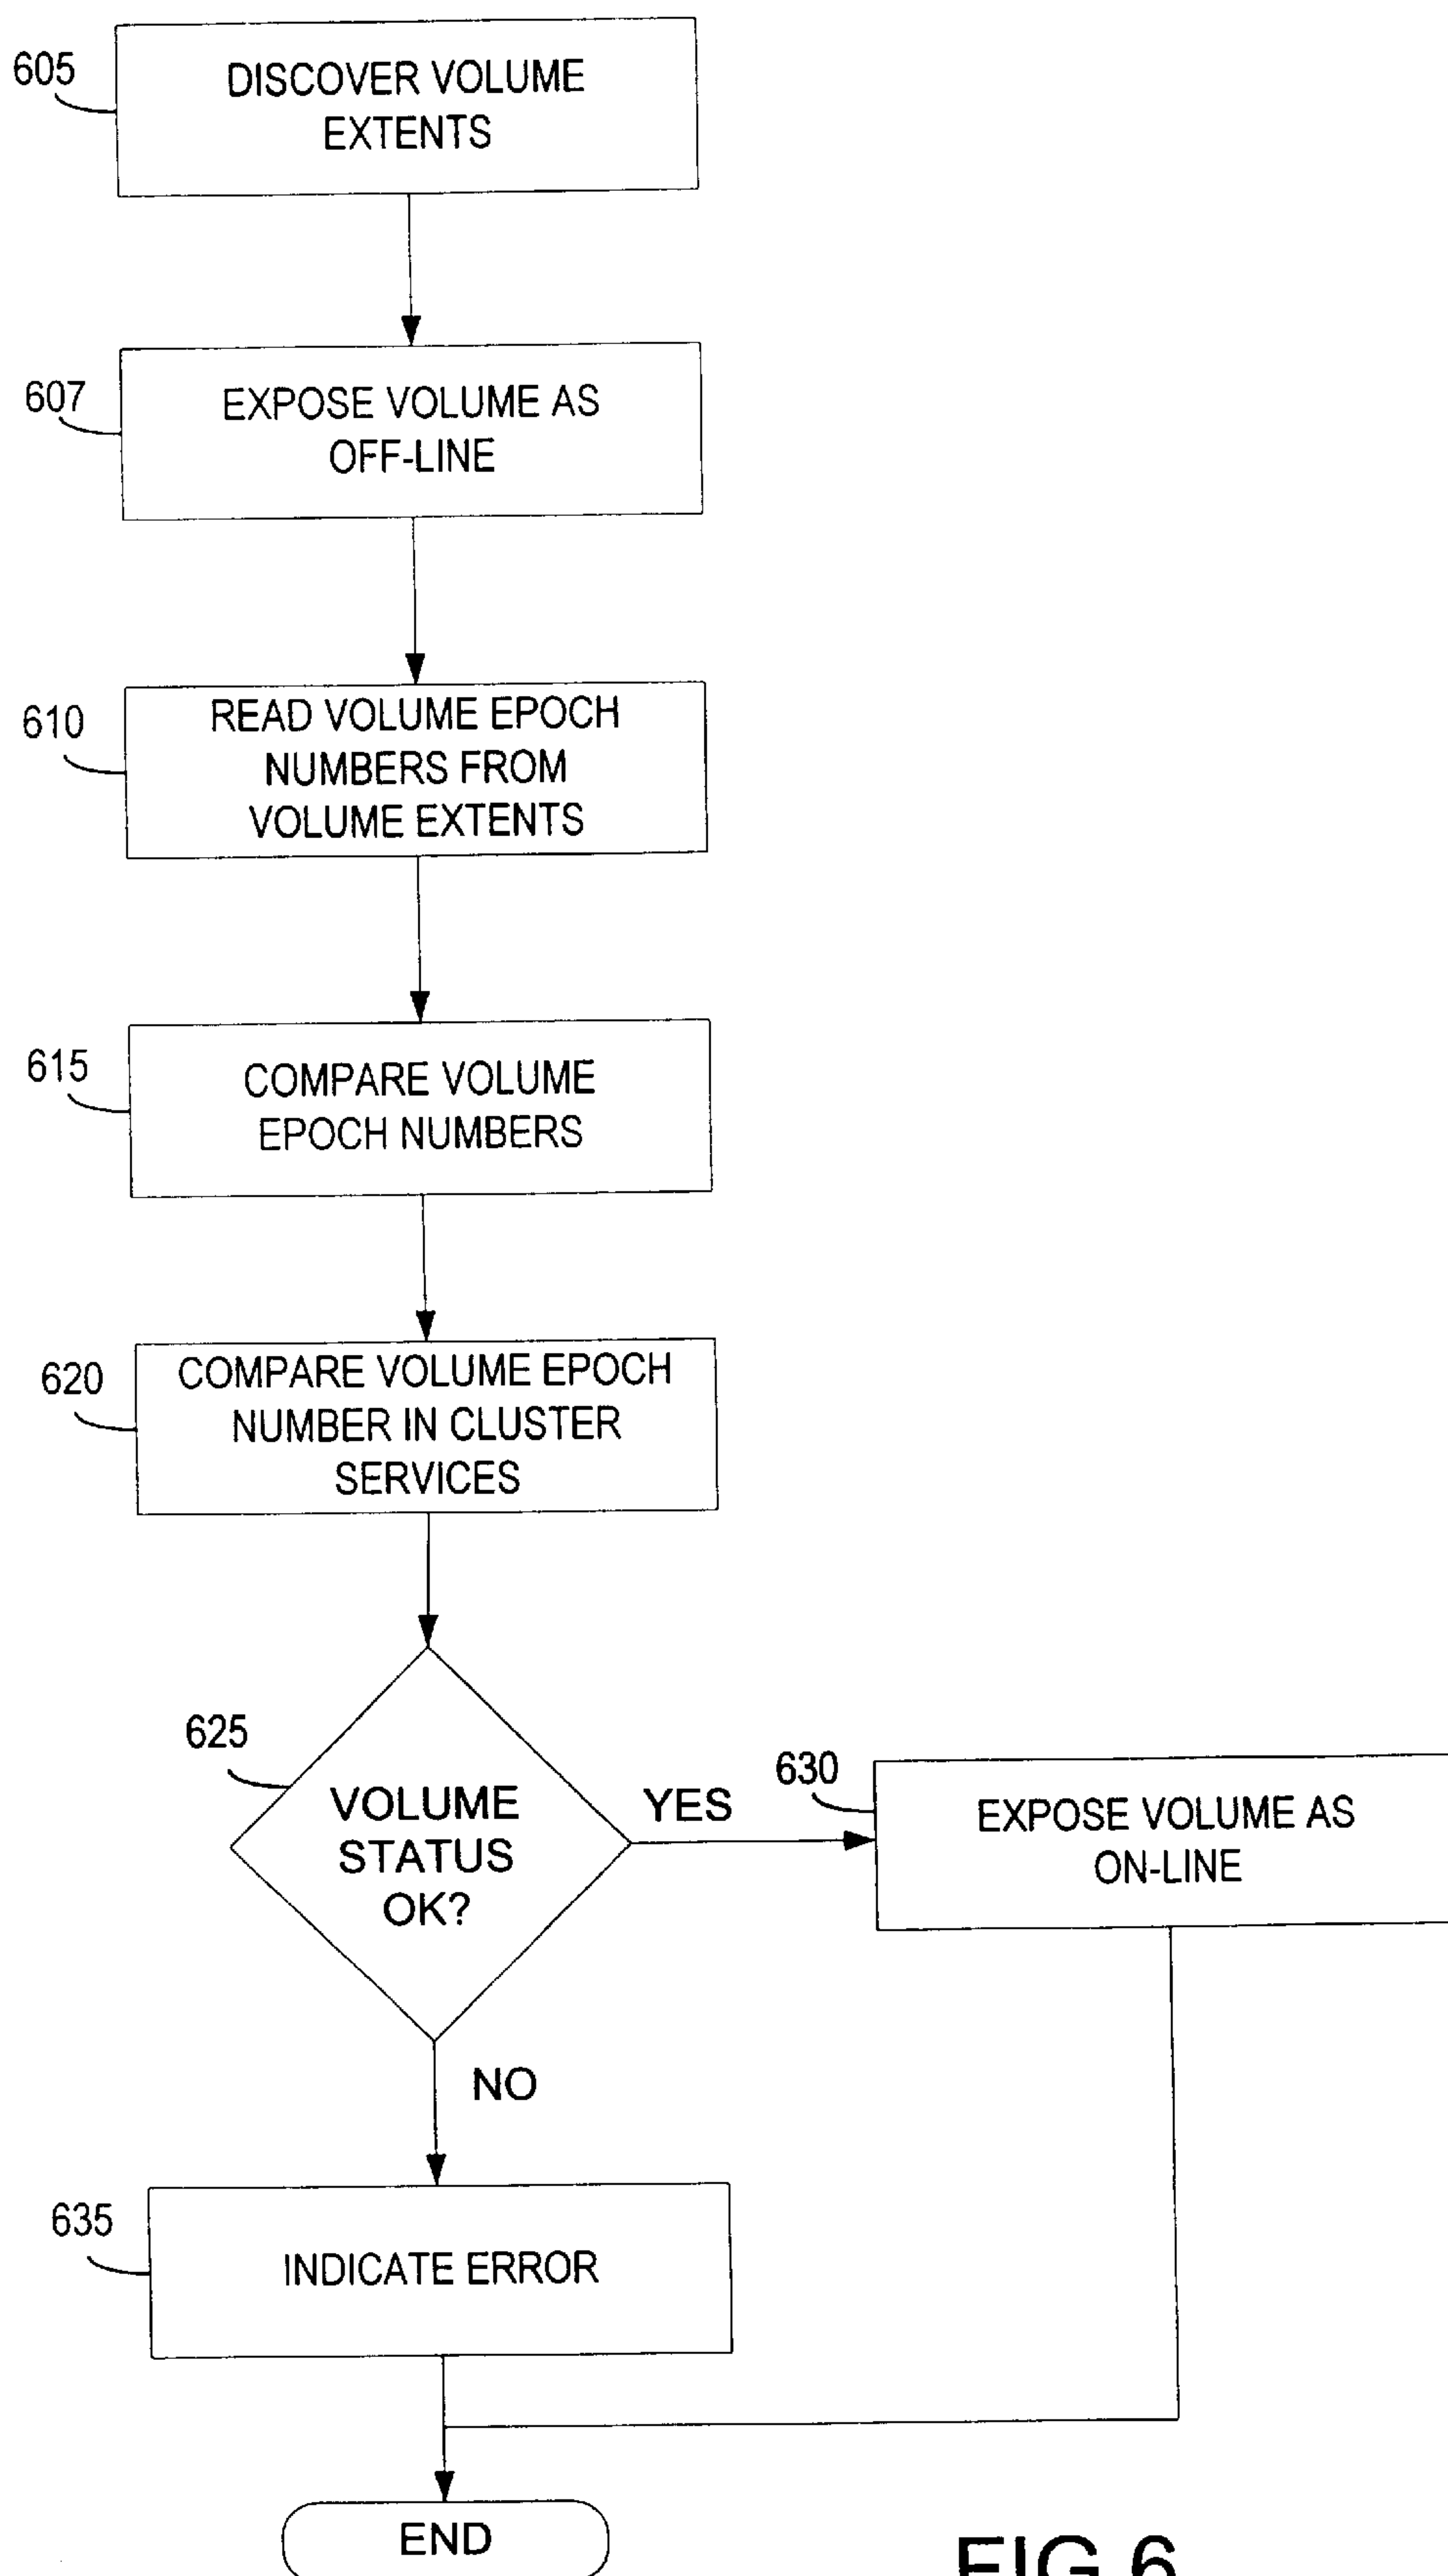 605
DISCOVER VOLUME
EXTENTS
607
EXPOSE VOLUME AS
OFF-LINE
610
READ VOLUME EPOCH
NUMBERS FROM
VOLUME EXTENTS
615
COMPARE VOLUME
EPOCH NUMBERS
620
COMPARE VOLUME EPOCH
NUMBER IN CLUSTER
SERVICES
625
VOLUME
STATUS
OK?
YES
630
EXPOSE VOLUME AS
ON-LINE
NO
635
INDICATE ERROR
END
FIG 6